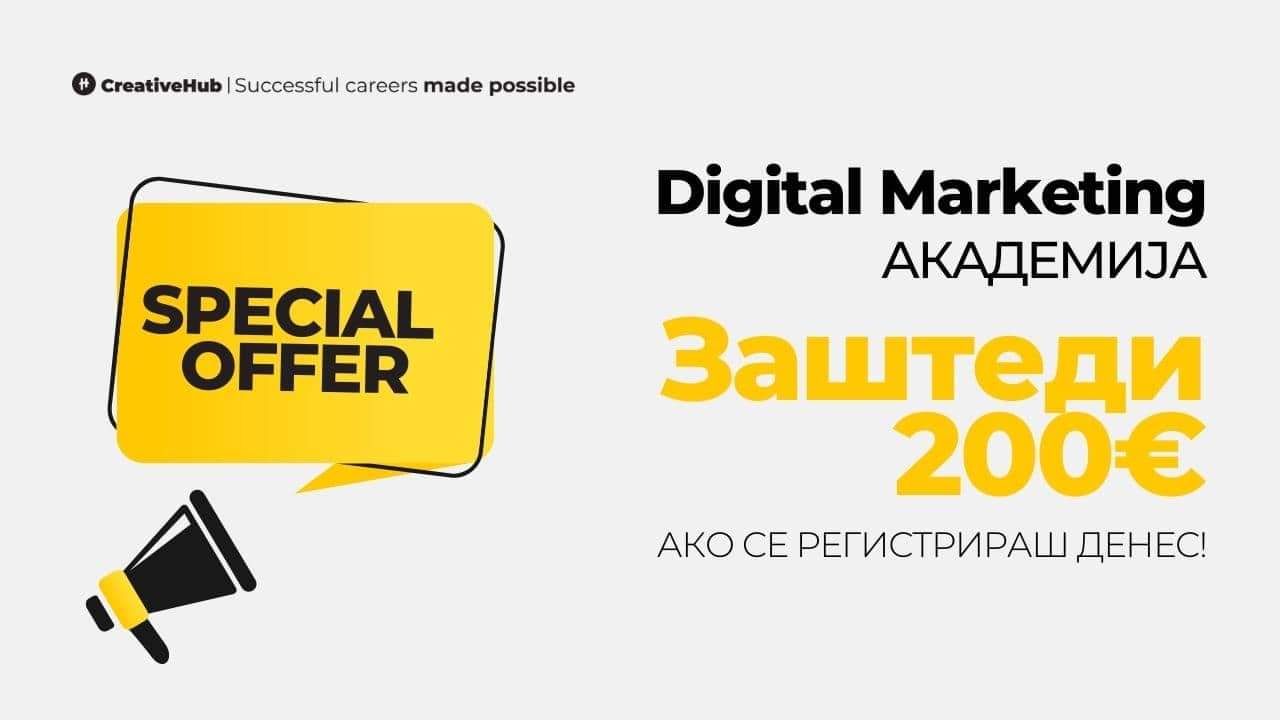 CreativeHub | Successful careers made possible
SPECIAL
OFFER
Digital Marketing
АКАДЕМИЈА
Заштеди
200€
АКО СЕ РЕГИСТРИРАШ ДЕНЕС!